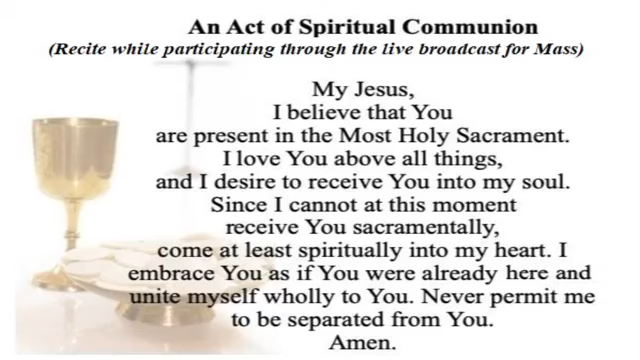 An Act of Spiritual Communion
(Recite while participating through the live broadcast for Mass)
My Jesus,
I believe that You
are present in the Most Holy Sacrament.
I love You above all things,
and I desire to receive You into my soul.
Since I cannot at this moment
receive You sacramentally,
come at least spiritually into my heart. I
embrace You as if You were already here and
unite myself wholly to You. Never permit me
to be separated from You.
Amen.